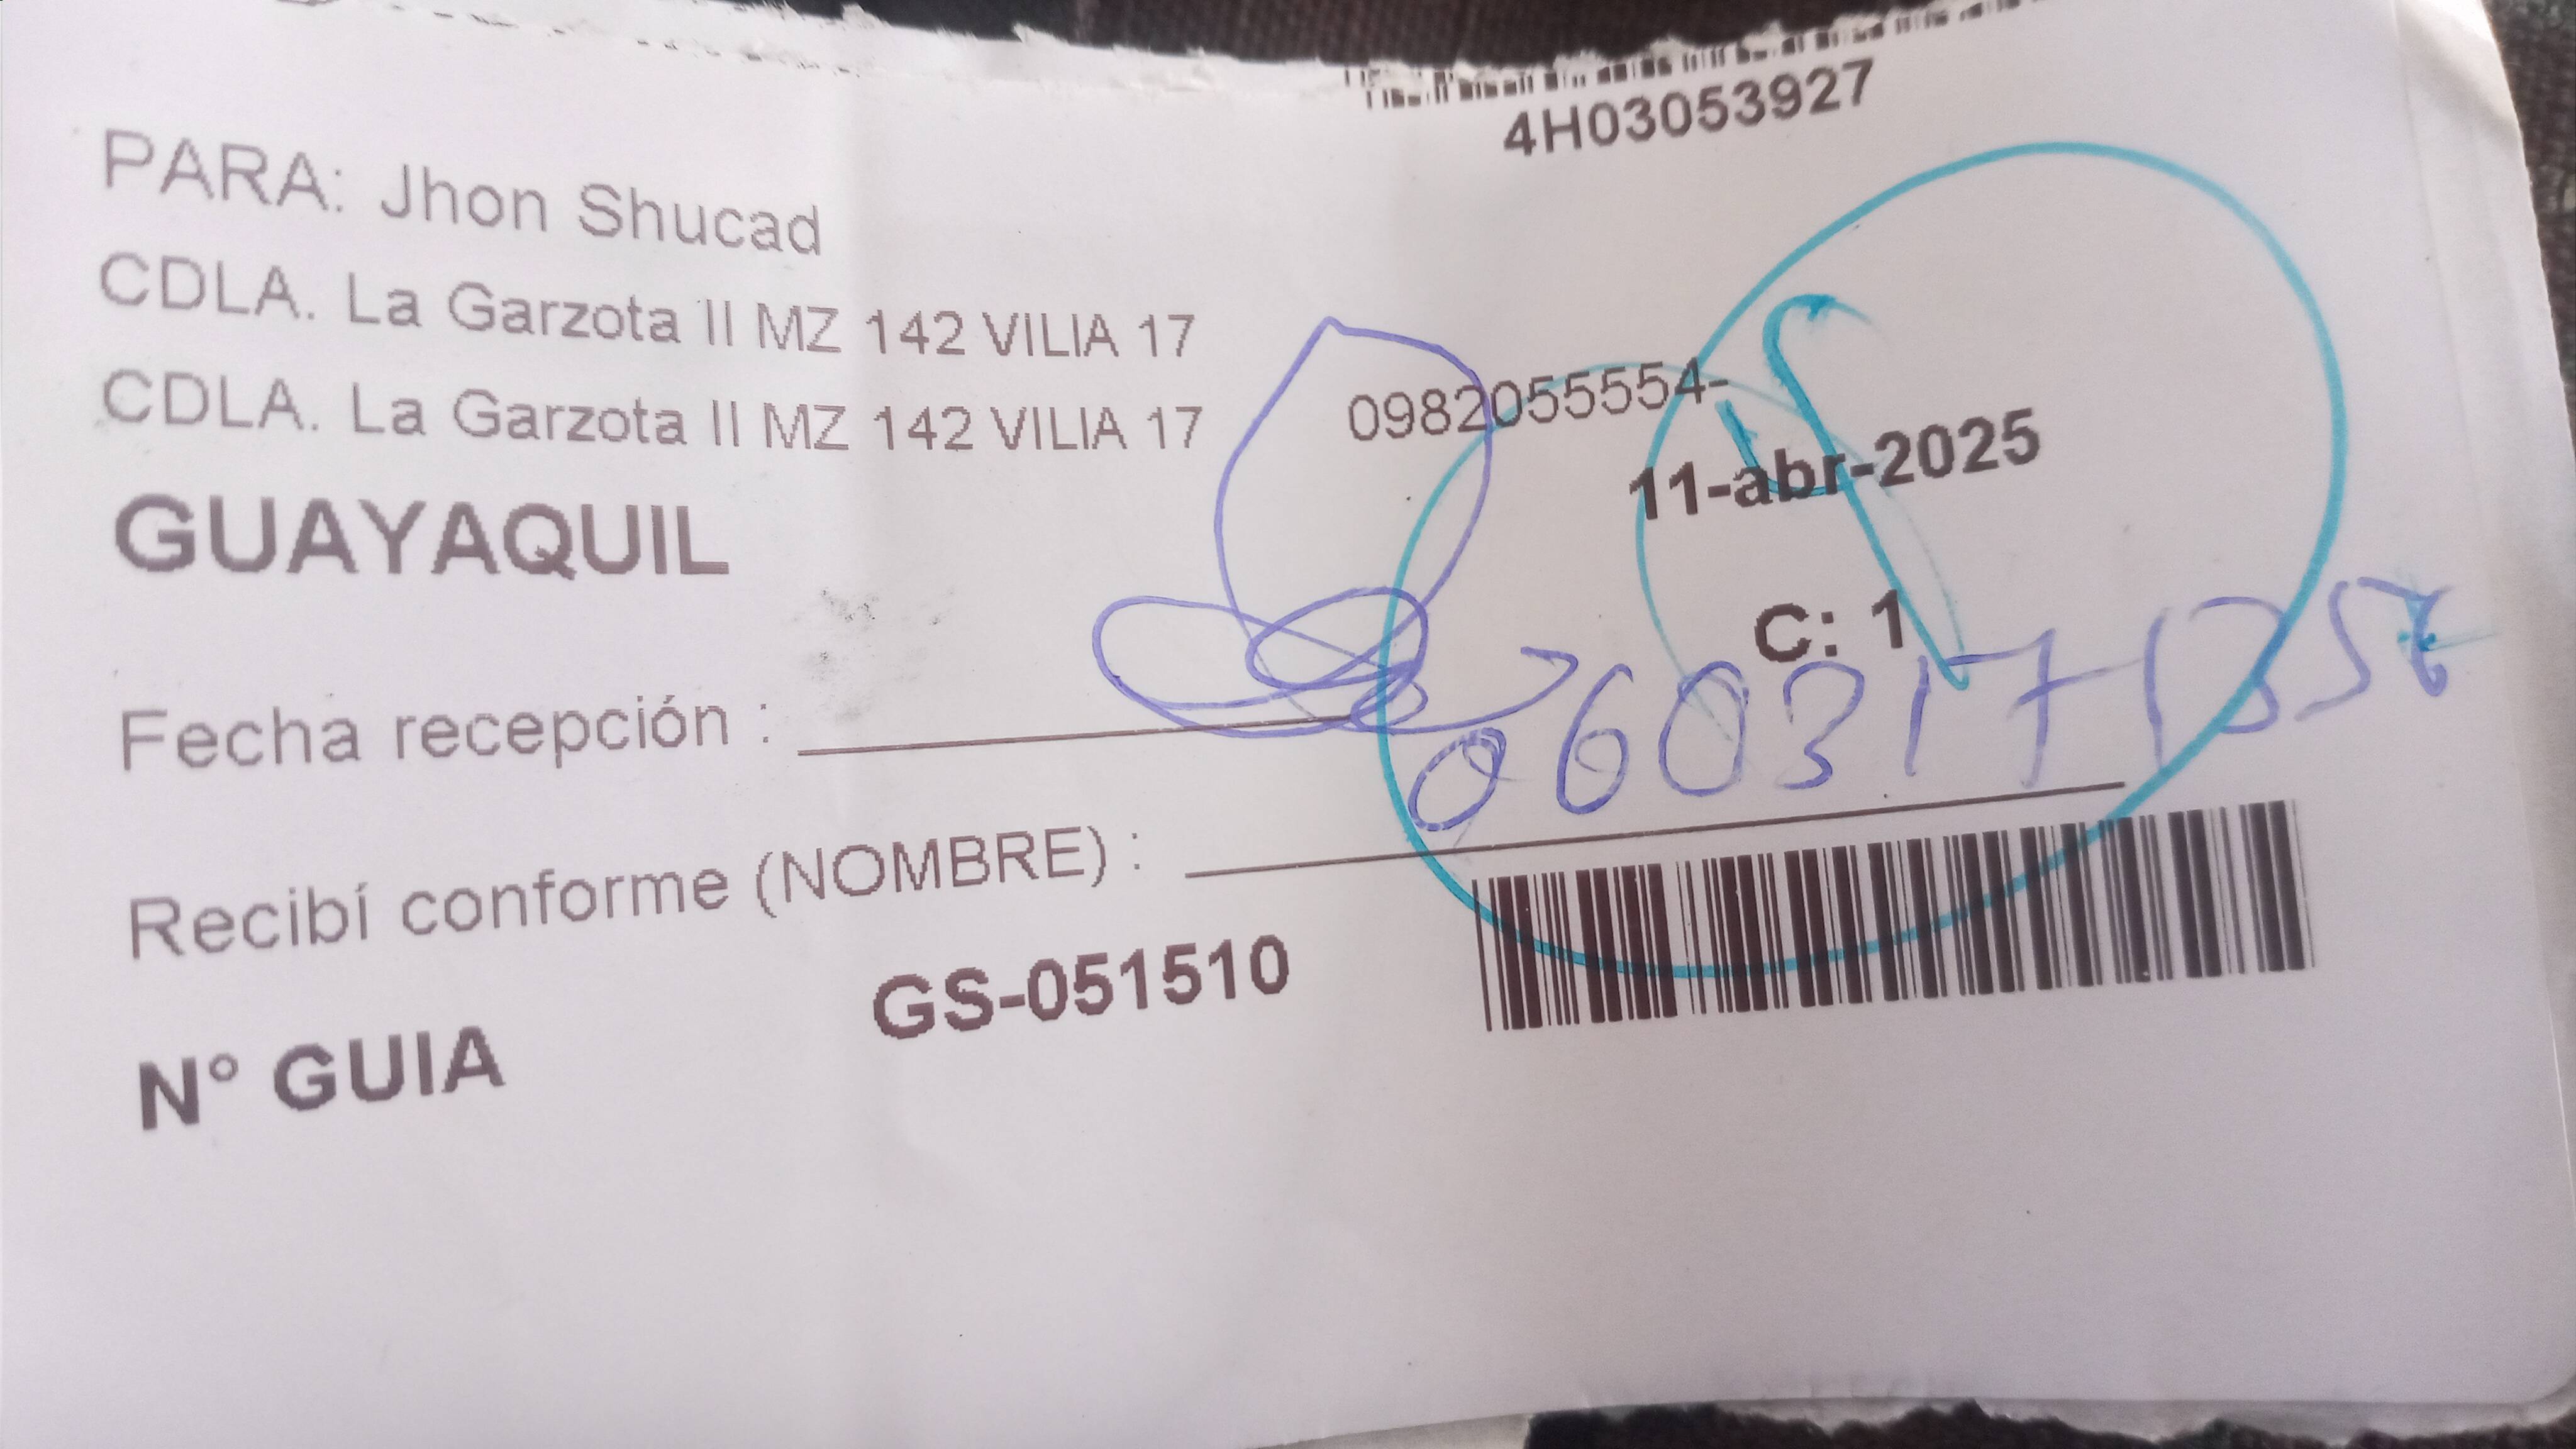 4H03053927
PARA: Jhon Shucad
CDLA. La Garzota II MZ 142 VILIA 17
CDLA. La Garzota II MZ 142 VILIA 17
0982055554-
GUAYAQUIL
11-abr-2025
C: 1
Fecha recepción :
Recibí conforme (NOMBRE) :
N° GUIA GS-051510